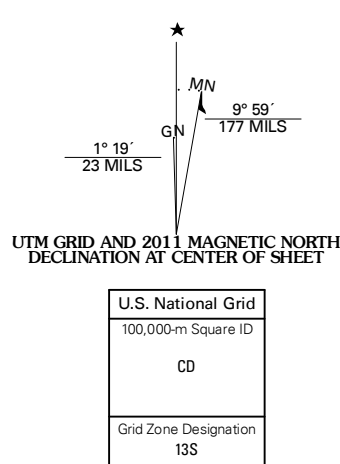 ★
MN
GN
9° 59´
177 MILS
1° 19´
23 MILS
UTM GRID AND 2011 MAGNETIC NORTH
DECLINATION AT CENTER OF SHEET
U.S. National Grid
100,000-m Square ID
CD
Grid Zone Designation
13S